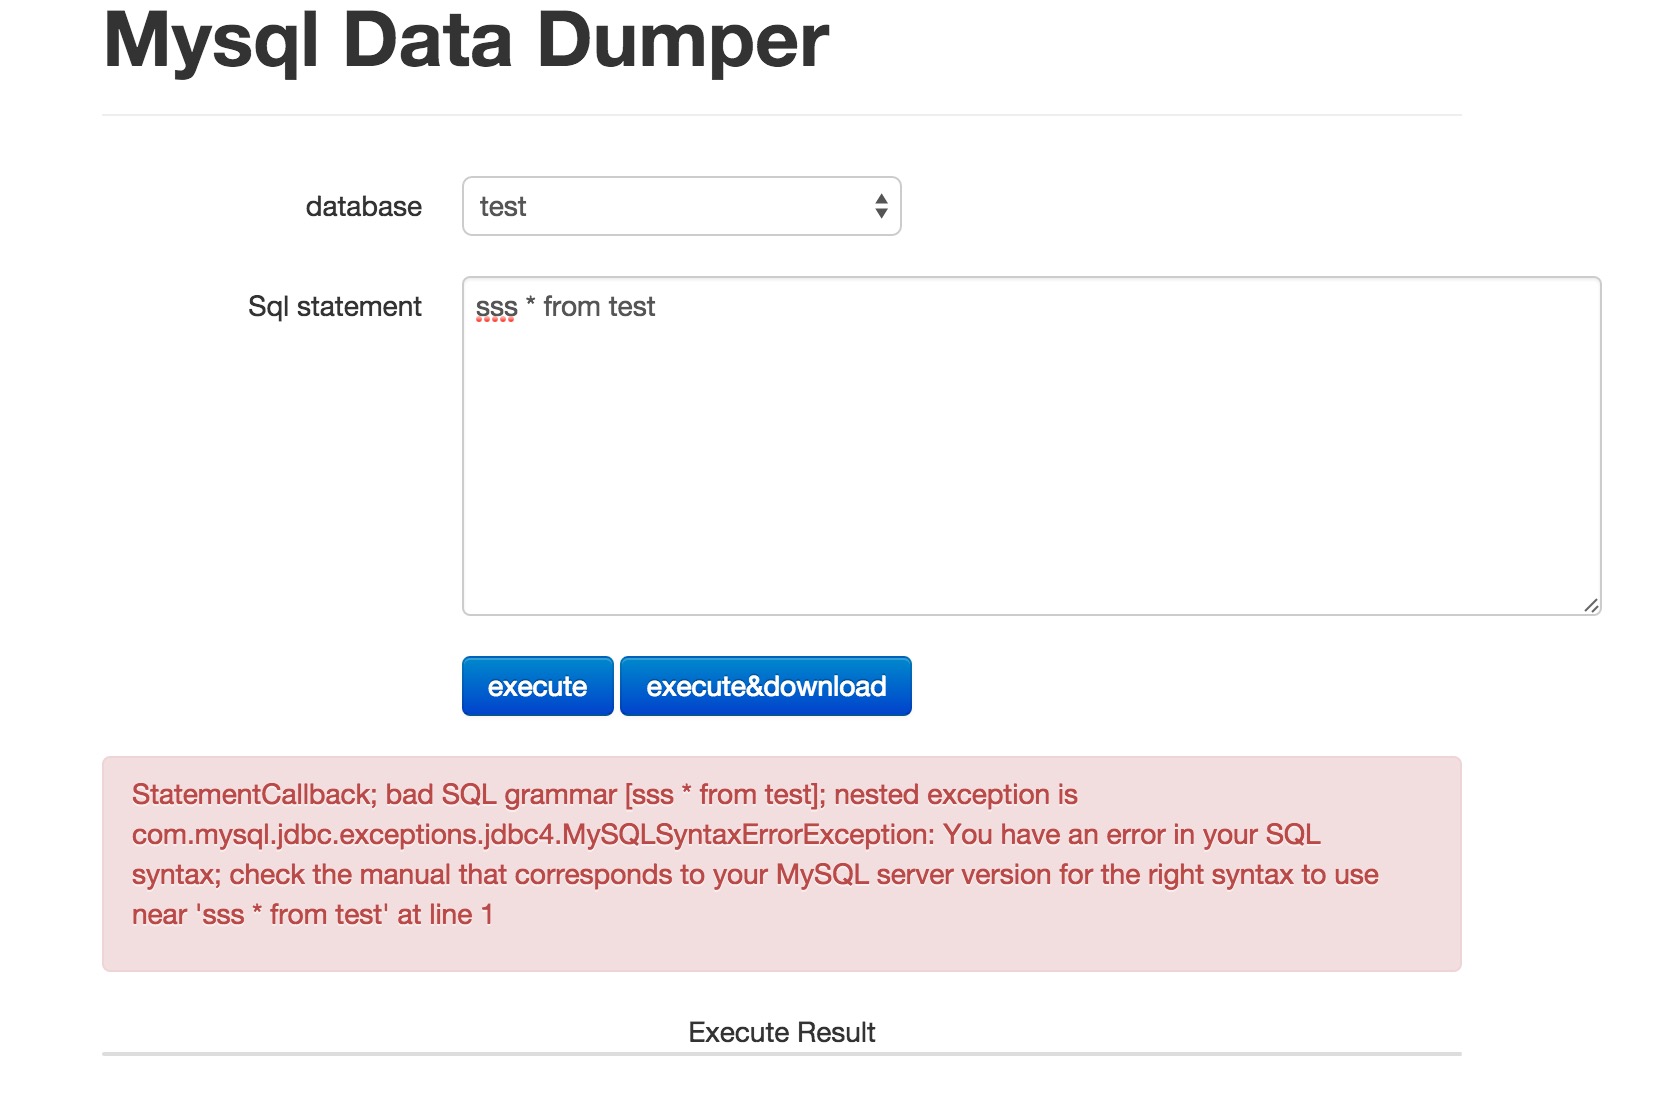 Mysql Data Dumper
database
test
Sql statement
sss * from test
execute
execute&download
StatementCallback; bad SQL grammar [sss * from test]; nested exception is
com.mysql.jdbc.exceptions.jdbc4.MySQLSyntaxErrorException: You have an error in your SQL
syntax; check the manual that corresponds to your MySQL server version for the right syntax to use
near 'sss * from test' at line 1
Execute Result